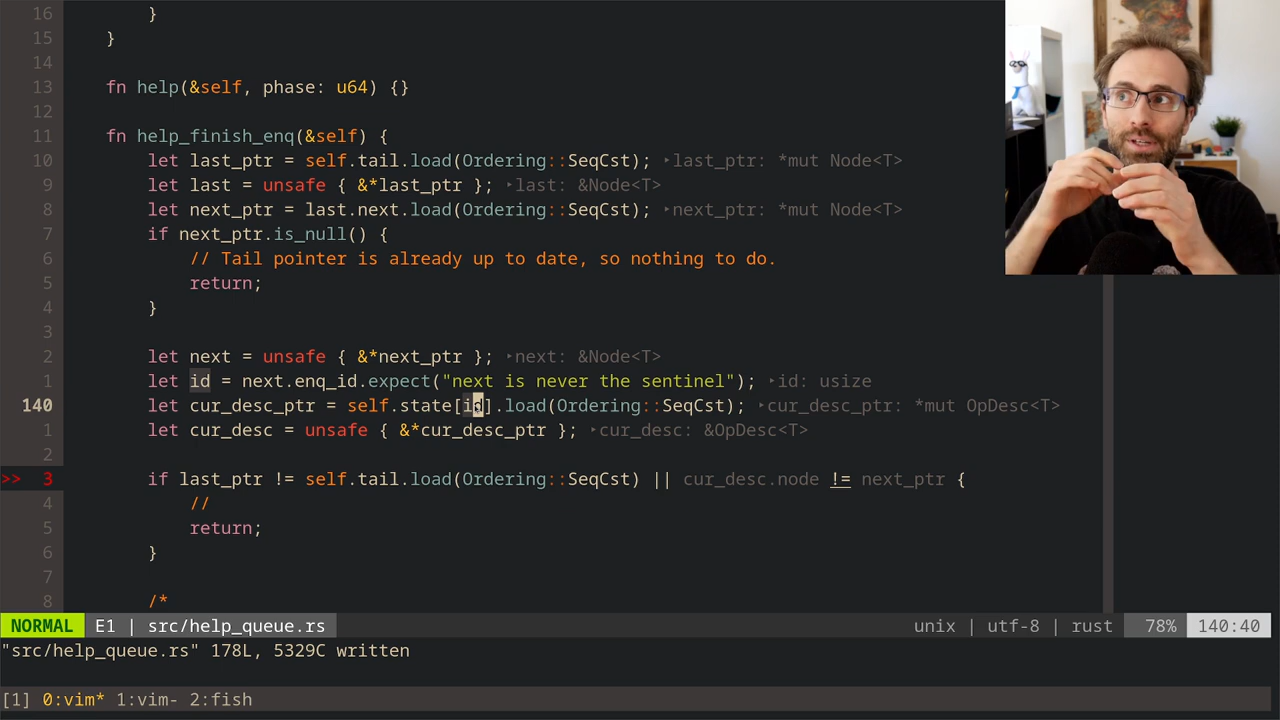 16 }
15 }
14
13 fn help(&self, phase: u64) {}
12
11 fn help_finish_enq(&self) {
10 let last_ptr = self.tail.load(Ordering::SeqCst); ‣last_ptr: *mut Node<T>
9 let last = unsafe { &*last_ptr }; ‣last: &Node<T>
8 let next_ptr = last.next.load(Ordering::SeqCst); ‣next_ptr: *mut Node<T>
7 if next_ptr.is_null() {
6 // Tail pointer is already up to date, so nothing to do.
5 return;
4 }
3
2 let next = unsafe { &*next_ptr }; ‣next: &Node<T>
1 let id = next.enq_id.expect("next is never the sentinel"); ‣id: usize
140 let cur_desc_ptr = self.state[id].load(Ordering::SeqCst); ‣cur_desc_ptr: *mut OpDesc<T>
1 let cur_desc = unsafe { &*cur_desc_ptr }; ‣cur_desc: &OpDesc<T>
2
>> 3 if last_ptr != self.tail.load(Ordering::SeqCst) || cur_desc.node != next_ptr {
4 //
5 return;
6 }
7
8 /*
NORMAL E1 | src/help_queue.rs unix | utf-8 | rust 78% 140:40
"src/help_queue.rs" 178L, 5329C written
[1] 0:vim* 1:vim- 2:fish